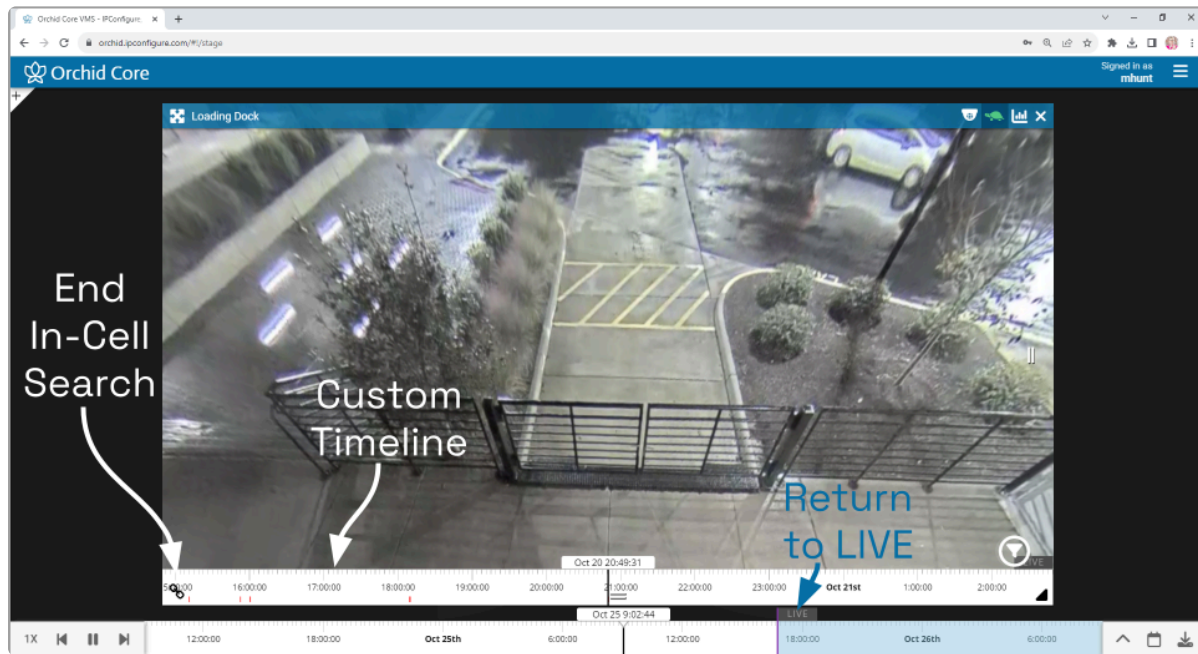 Orchid Core VMS - IPConfigure,
orchid.ipconfigure.com/#!/stage
Orchid Core
Signed in as
mhunt
Loading Dock
End
In-Cell
Search
Custom
Timeline
Return
to LIVE
Oct 20 20:49:31
LIVE
16:00:00 17:00:00 18:00:00 19:00:00 20:00:00 21:00:00 22:00:00 23:00:00 Oct 21st 1:00:00 2:00:00
Oct 25 9:02:44
LIVE
1X 12:00:00 18:00:00 Oct 25th 6:00:00 12:00:00 18:00:00 Oct 26th 6:00:00